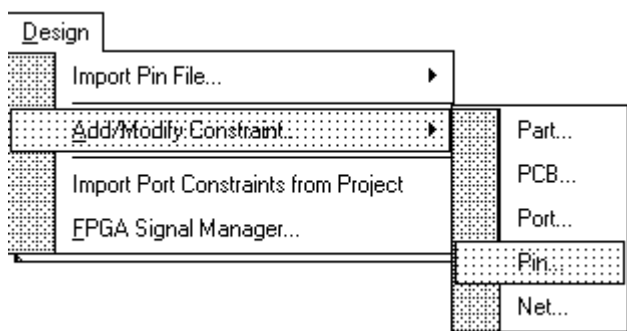 Design
Import Pin File...
Add/Modify Constraint...
Import Port Constraints from Project
FPGA Signal Manager...
Part...
PCB...
Port...
Pin...
Net...